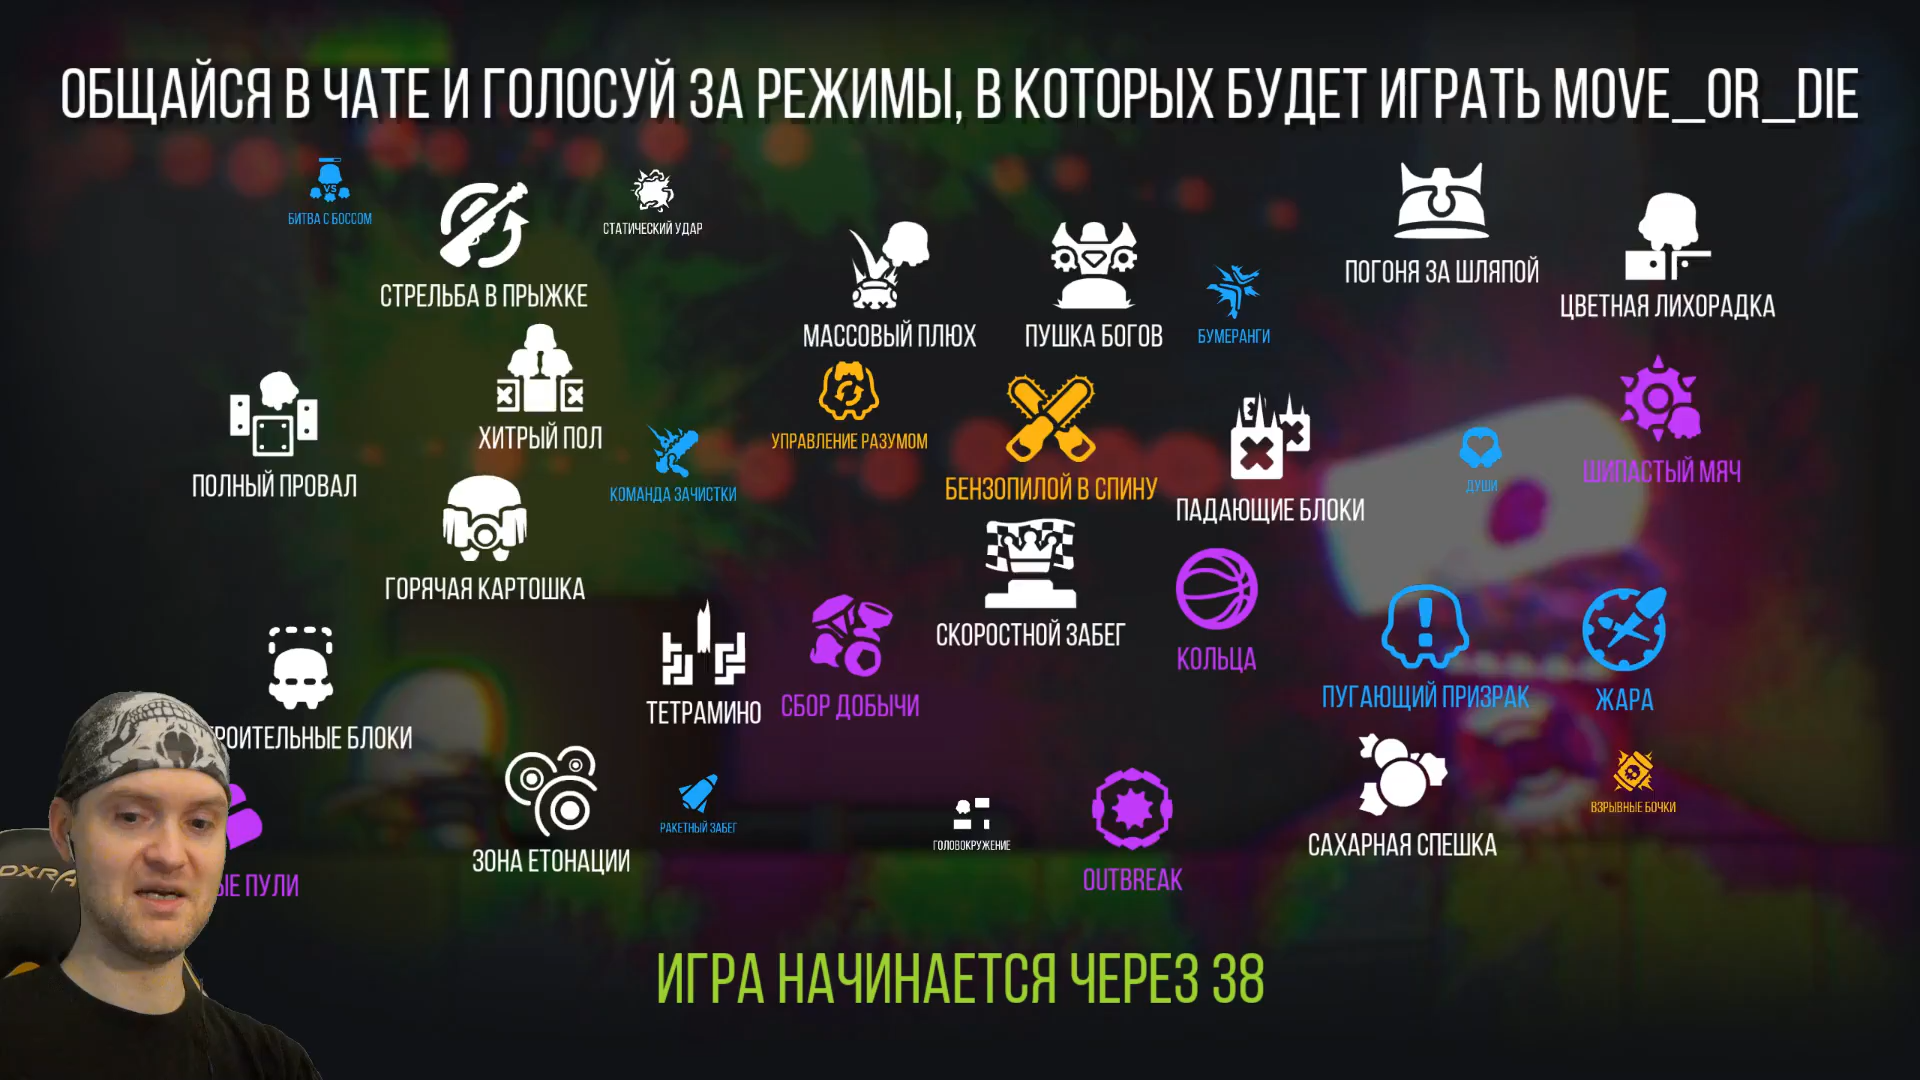 ОБЩАЙСЯ В ЧАТЕ И ГОЛОСУЙ ЗА РЕЖИМЫ, В КОТОРЫХ БУДЕТ ИГРАТЬ MOVE_OR_DIE
VS
БИТВА С БОССОМ
СТАТИЧЕСКИЙ УДАР
СТРЕЛЬБА В ПРЫЖКЕ
ПОГОНЯ ЗА ШЛЯПОЙ
ЦВЕТНАЯ ЛИХОРАДКА
МАССОВЫЙ ПЛЮХ
ПУШКА БОГОВ
БУМЕРАНГИ
ХИТРЫЙ ПОЛ
УПРАВЛЕНИЕ РАЗУМОМ
ПОЛНЫЙ ПРОВАЛ
КОМАНДА ЗАЧИСТКИ
БЕНЗОПИЛОЙ В СПИНУ
ПАДАЮЩИЕ БЛОКИ
ДУШИ
ШИПАСТЫЙ МЯЧ
ГОРЯЧАЯ КАРТОШКА
СКОРОСТНОЙ ЗАБЕГ
КОЛЬЦА
ТЕТРАМИНО
СБОР ДОБЫЧИ
ПУГАЮЩИЙ ПРИЗРАК
ЖАРА
РОИТЕЛЬНЫЕ БЛОКИ
ЗОНА ЕТОНАЦИИ
РАКЕТНЫЙ ЗАБЕГ
ГОЛОВОКРУЖЕНИЕ
OUTBREAK
САХАРНАЯ СПЕШКА
ВЗРЫВНЫЕ БОЧКИ
ЫЕ ПУЛИ
ИГРА НАЧИНАЕТСЯ ЧЕРЕЗ 38